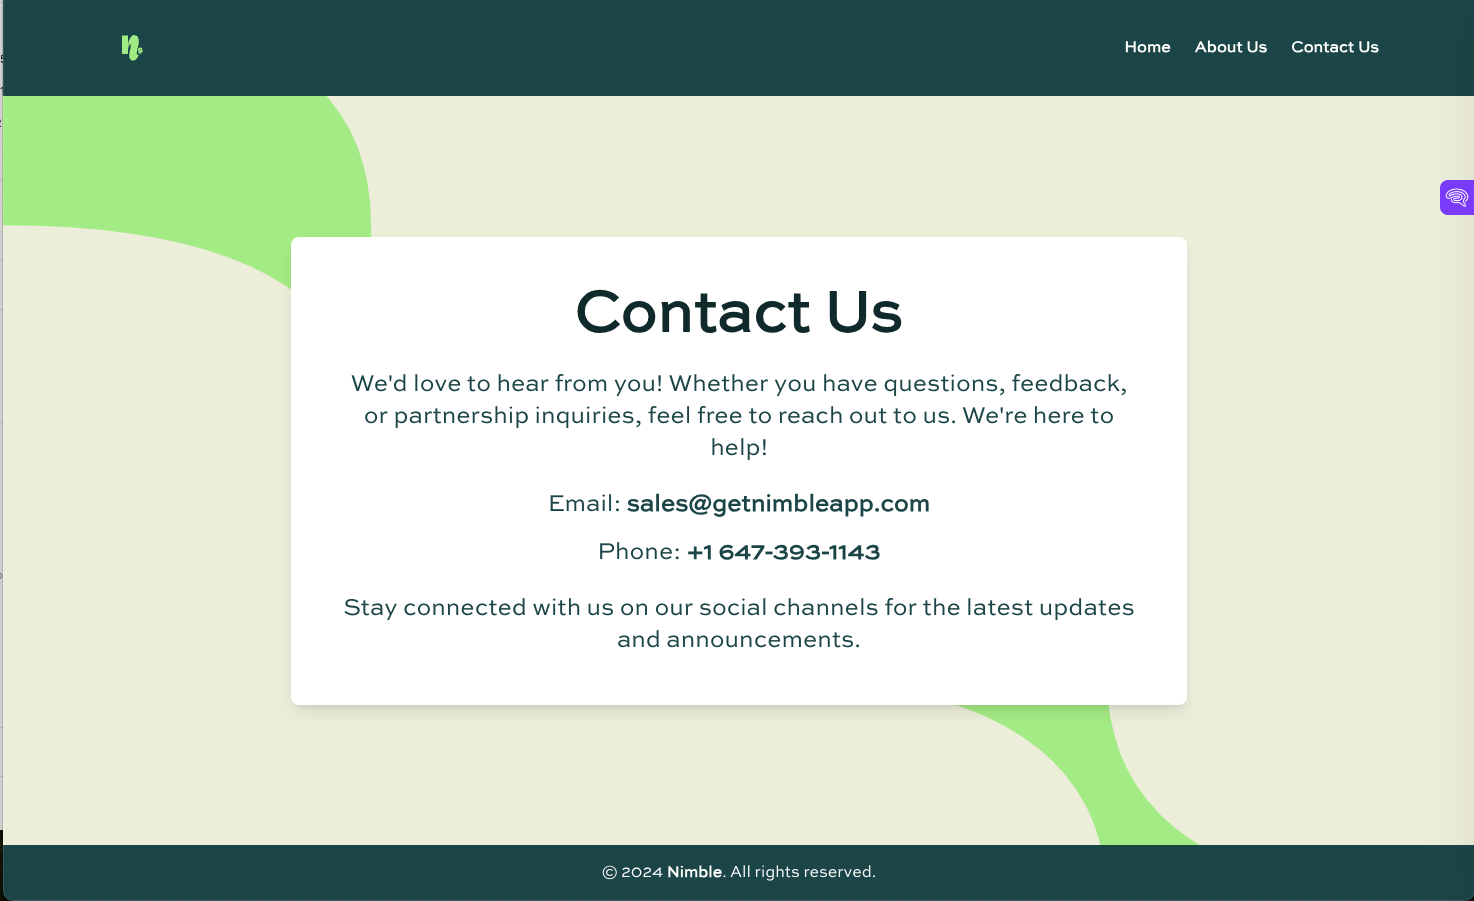 n.
Home About Us Contact Us
Contact Us
We'd love to hear from you! Whether you have questions, feedback,
or partnership inquiries, feel free to reach out to us. We're here to
help!
Email: sales@getnimbleapp.com
Phone: +1 647-393-1143
Stay connected with us on our social channels for the latest updates
and announcements.
© 2024 Nimble. All rights reserved.